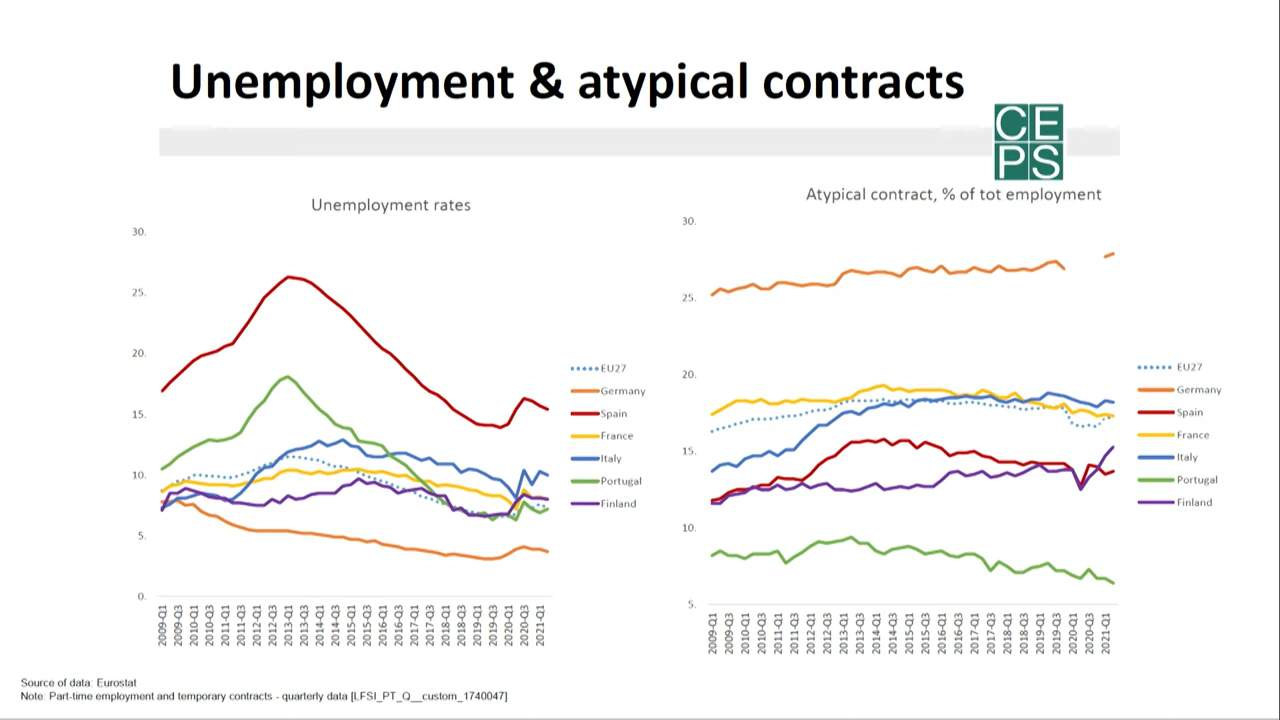 Unemployment & atypical contracts
CE
PS
Unemployment rates
30.
25.
20.
15.
10.
5.
0.
2009-Q1
2009-Q3
2010-Q1
2010-Q3
2011-Q1
2011-Q3
2012-Q1
2012-Q3
2013-Q1
2013-Q3
2014-Q1
2014-Q3
2015-Q1
2015-Q3
2016-Q1
2016-Q3
2017-Q1
2017-Q3
2018-Q1
2018-Q3
2019-Q1
2019-Q3
2020-Q1
2020-Q3
2021-Q1
EU27
Germany
Spain
France
Italy
Portugal
Finland
Atypical contract, % of tot employment
30.
25.
20.
15.
10.
5.
2009-Q1
2009-Q3
2010-Q1
2010-Q3
2011-Q1
2011-Q3
2012-Q1
2012-Q3
2013-Q1
2013-Q3
2014-Q1
2014-Q3
2015-Q1
2015-Q3
2016-Q1
2016-Q3
2017-Q1
2017-Q3
2018-Q1
2018-Q3
2019-Q1
2019-Q3
2020-Q1
2020-Q3
2021-Q1
EU27
Germany
Spain
France
Italy
Portugal
Finland
Source of data: Eurostat
Note: Part-time employment and temporary contracts - quarterly data [LFSI_PT_Q__custom_1740047]